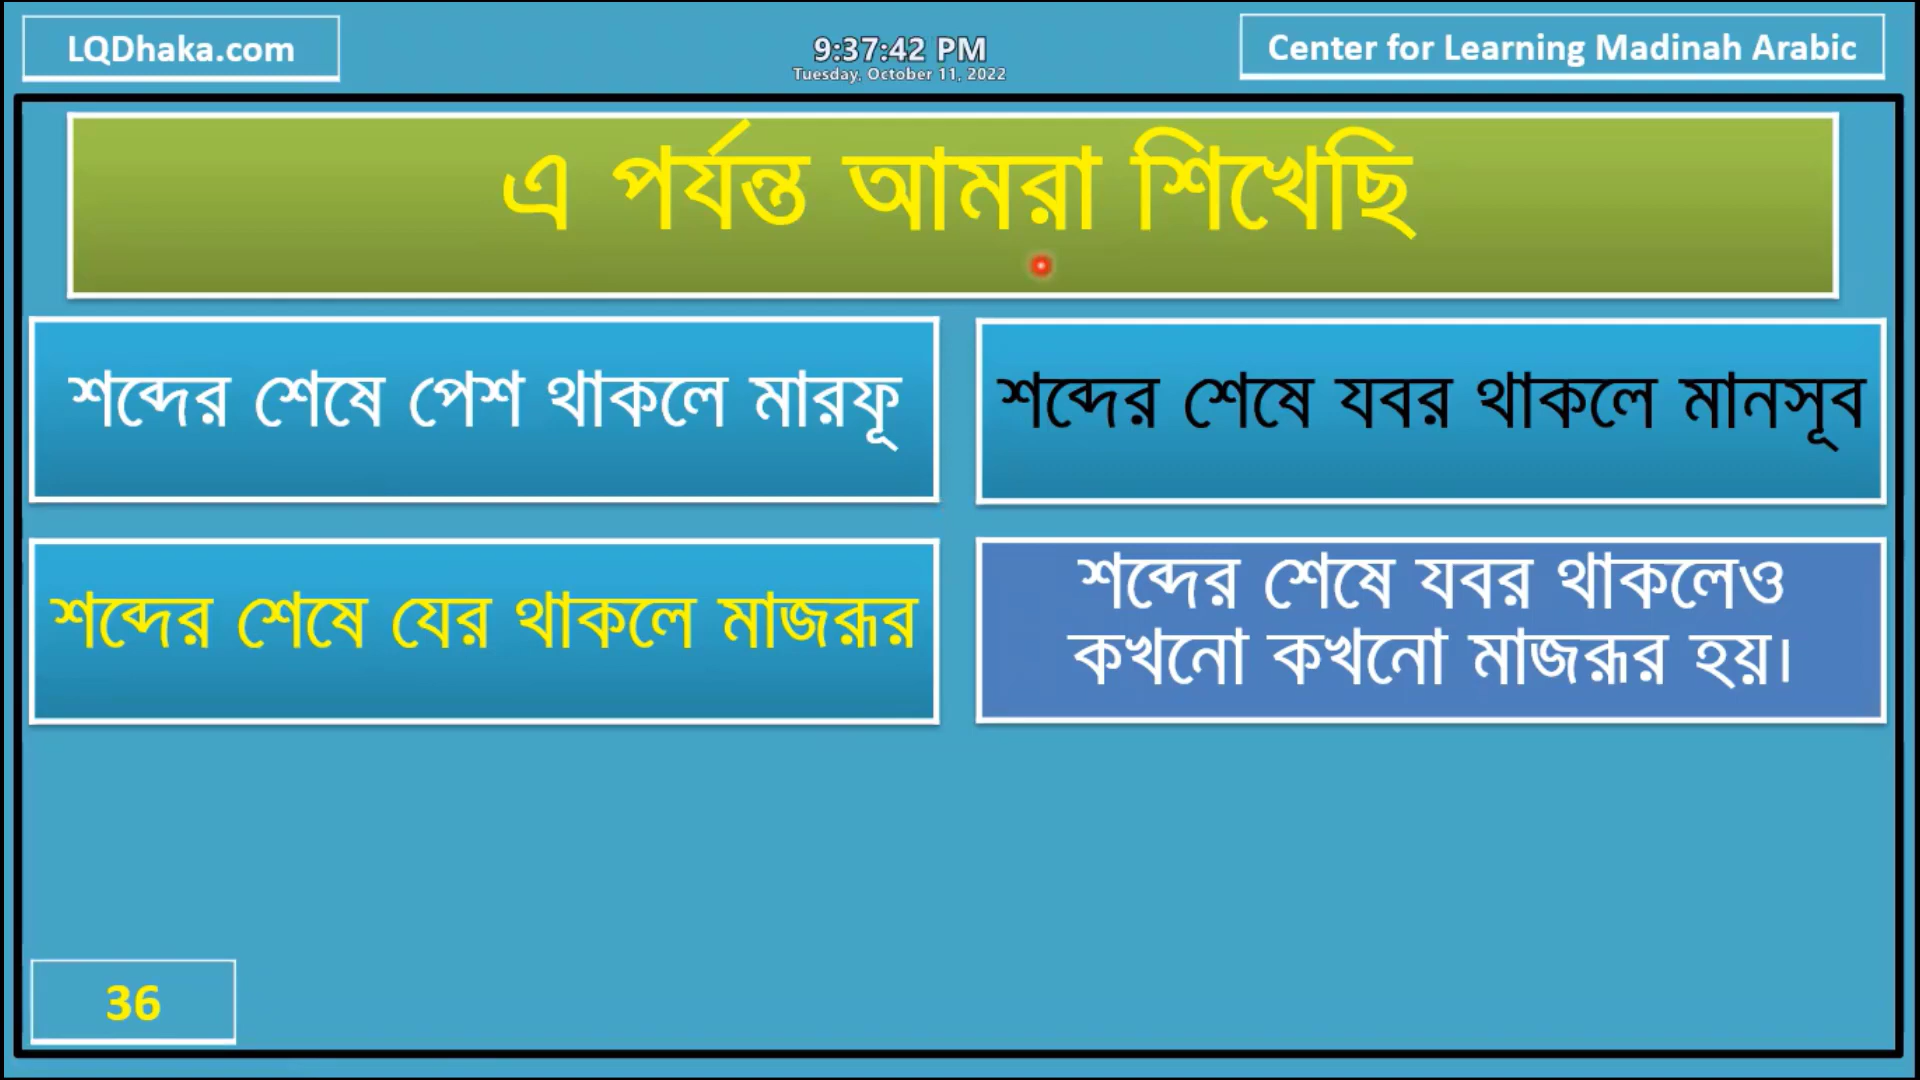 LQDhaka.com
9:37:42 PM
Tuesday, October 11, 2022
Center for Learning Madinah Arabic
এ পর্যন্ত আমরা শিখেছি
শব্দের শেষে পেশ থাকলে মারফূ
শব্দের শেষে যবর থাকলে মানসূব
শব্দের শেষে যের থাকলে মাজরূর
শব্দের শেষে যবর থাকলেও
কখনো কখনো মাজরূর হয়।
36